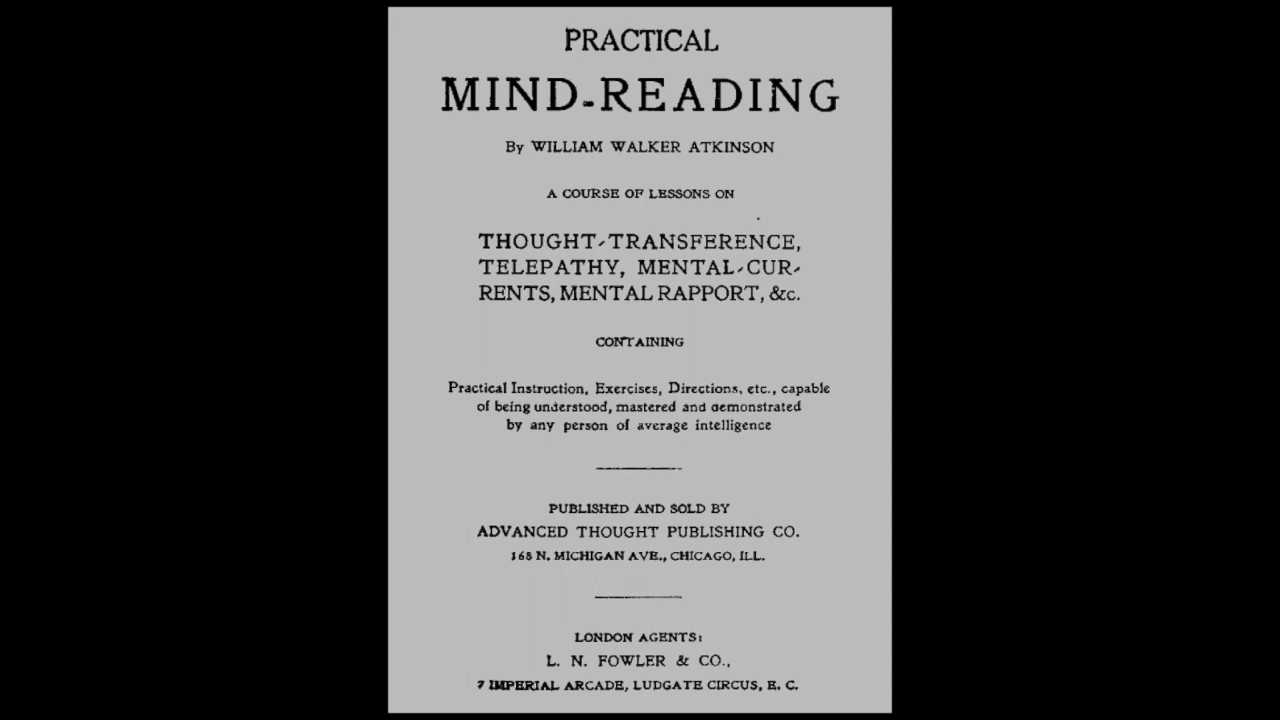 PRACTICAL
MIND-READING
By WILLIAM WALKER ATKINSON
A COURSE OF LESSONS ON
THOUGHT-TRANSFERENCE,
TELEPATHY, MENTAL-CUR-
RENTS, MENTAL RAPPORT, &c.
CONTAINING
Practical Instruction, Exercises, Directions, etc., capable
of being understood, mastered and demonstrated
by any person of average intelligence
PUBLISHED AND SOLD BY
ADVANCED THOUGHT PUBLISHING CO.
168 N. MICHIGAN AVE., CHICAGO, ILL.
LONDON AGENTS:
L. N. FOWLER & CO.,
7 IMPERIAL ARCADE, LUDGATE CIRCUS, E. C.